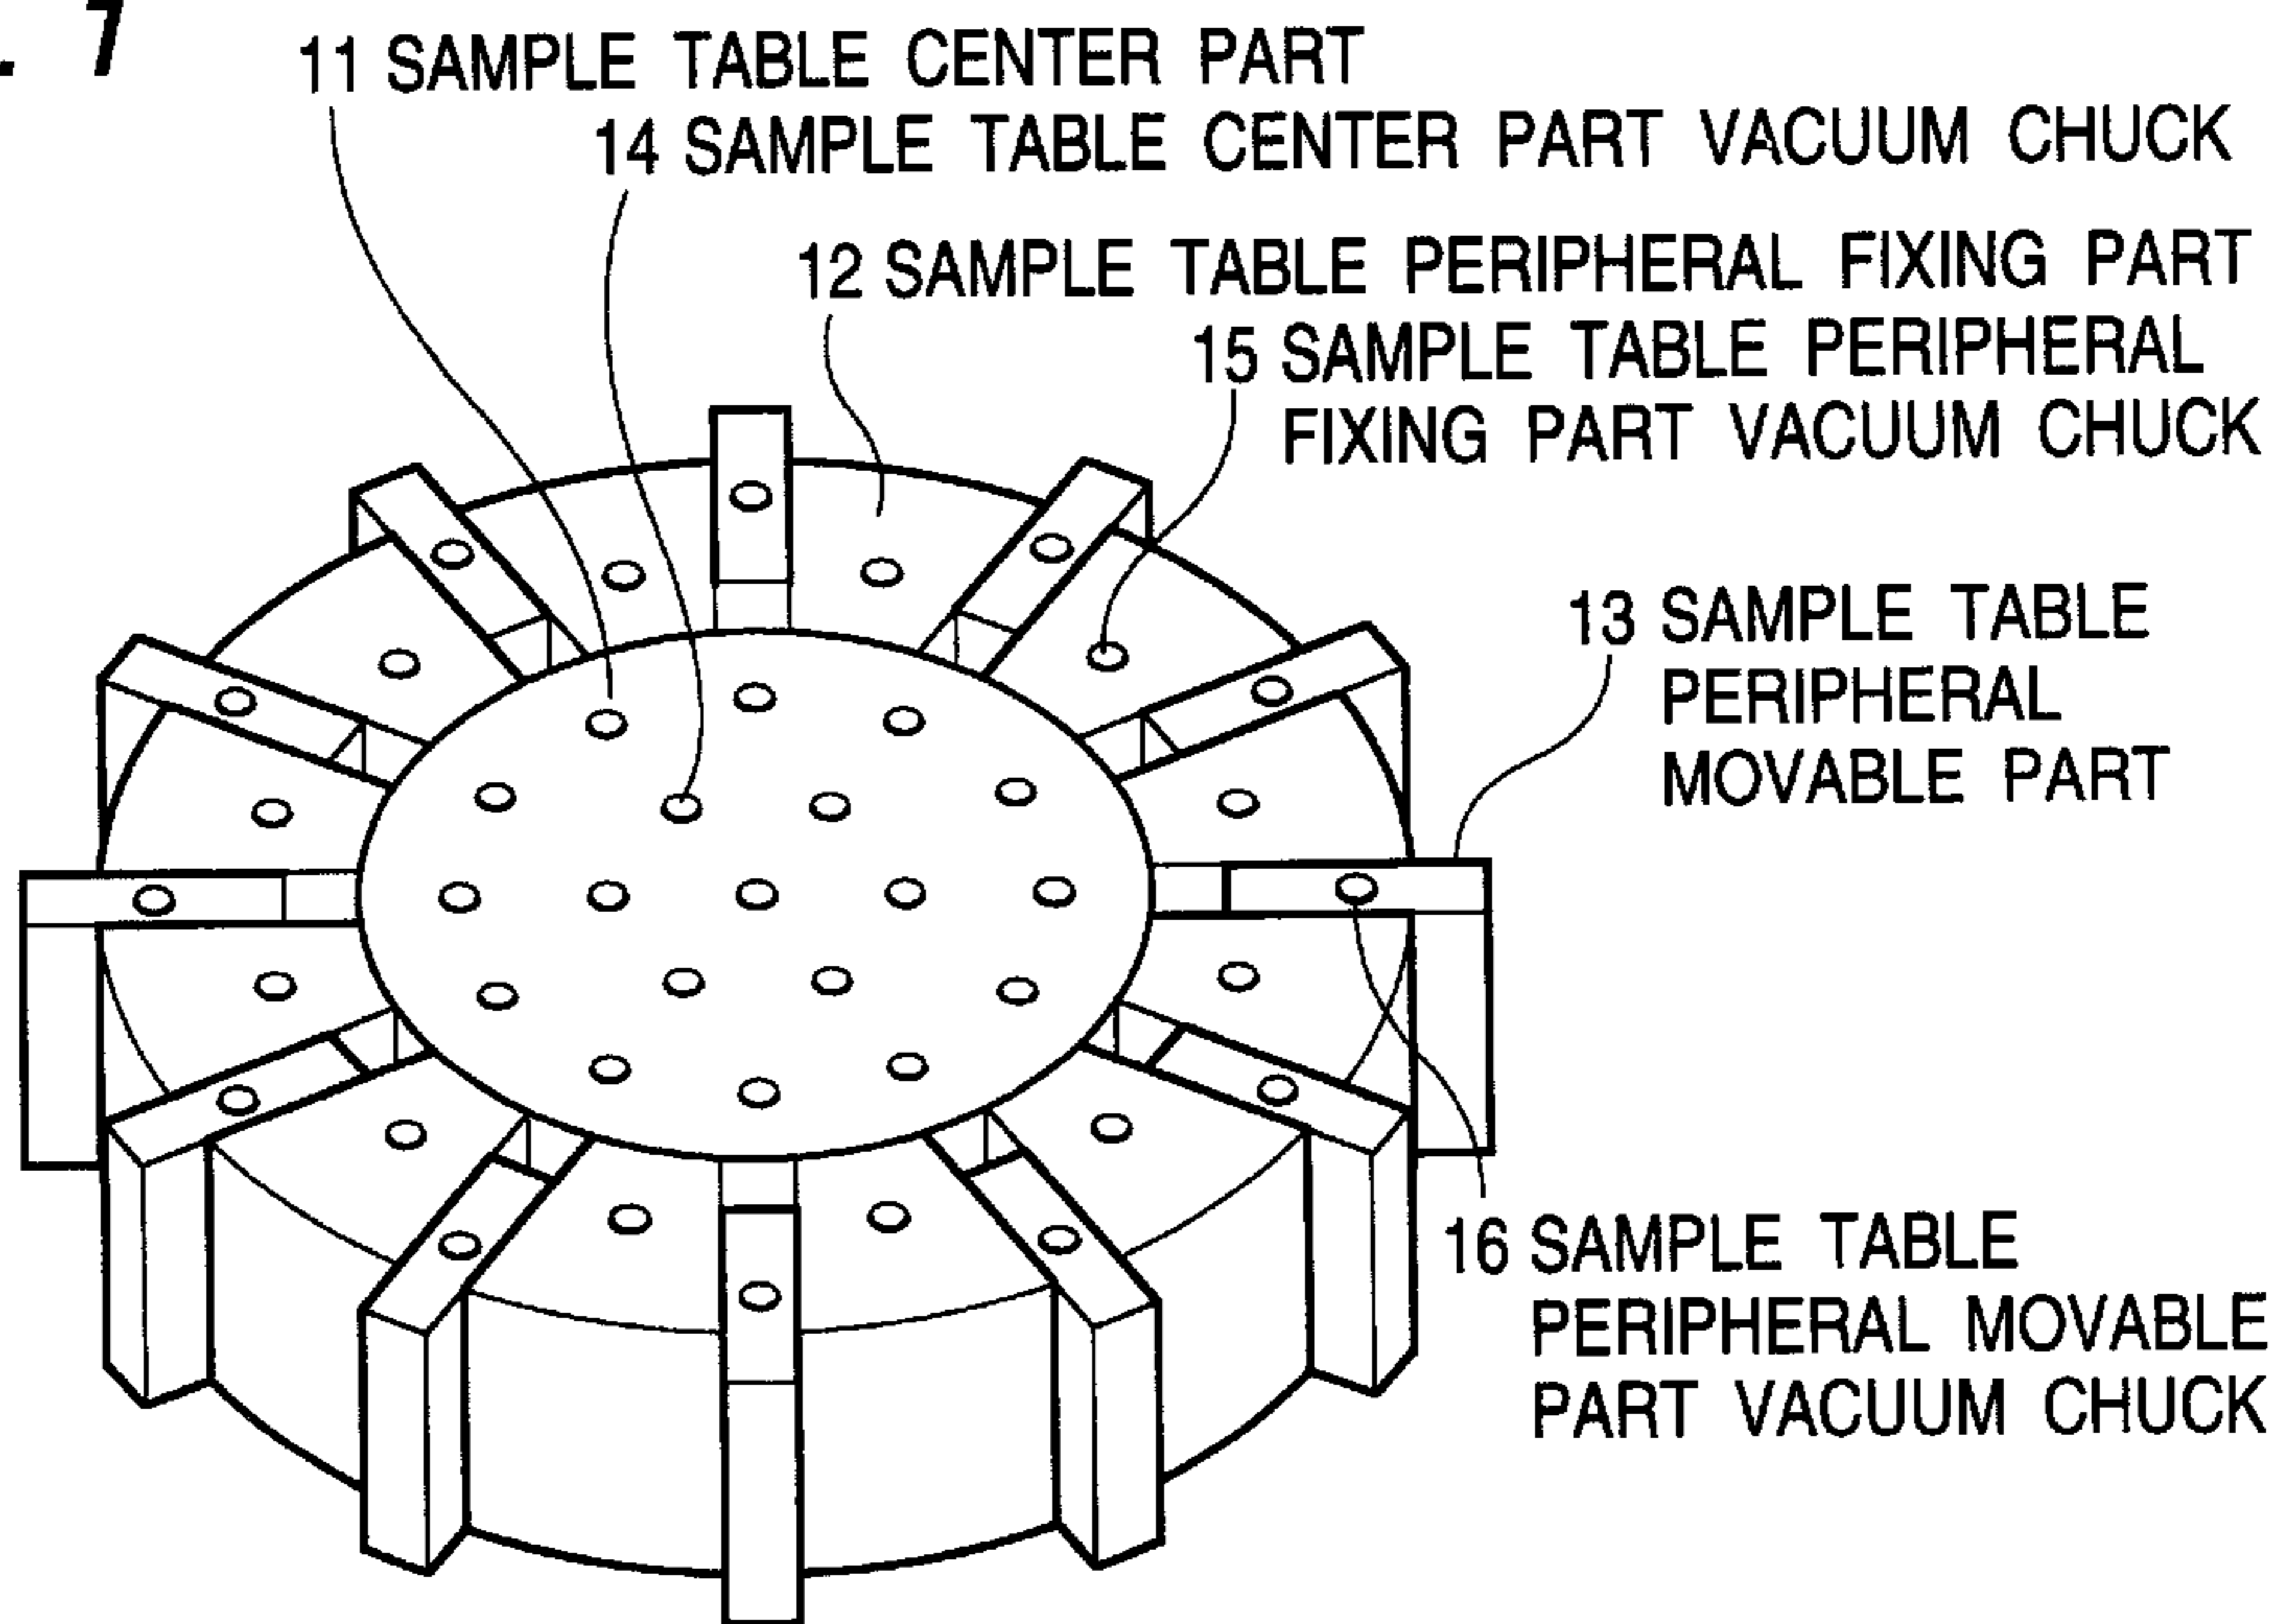 . 7
11 SAMPLE TABLE CENTER PART
14 SAMPLE TABLE CENTER PART VACUUM CHUCK
12 SAMPLE TABLE PERIPHERAL FIXING PART
15 SAMPLE TABLE PERIPHERAL
FIXING PART VACUUM CHUCK
13 SAMPLE TABLE
PERIPHERAL
MOVABLE PART
16 SAMPLE TABLE
PERIPHERAL MOVABLE
PART VACUUM CHUCK